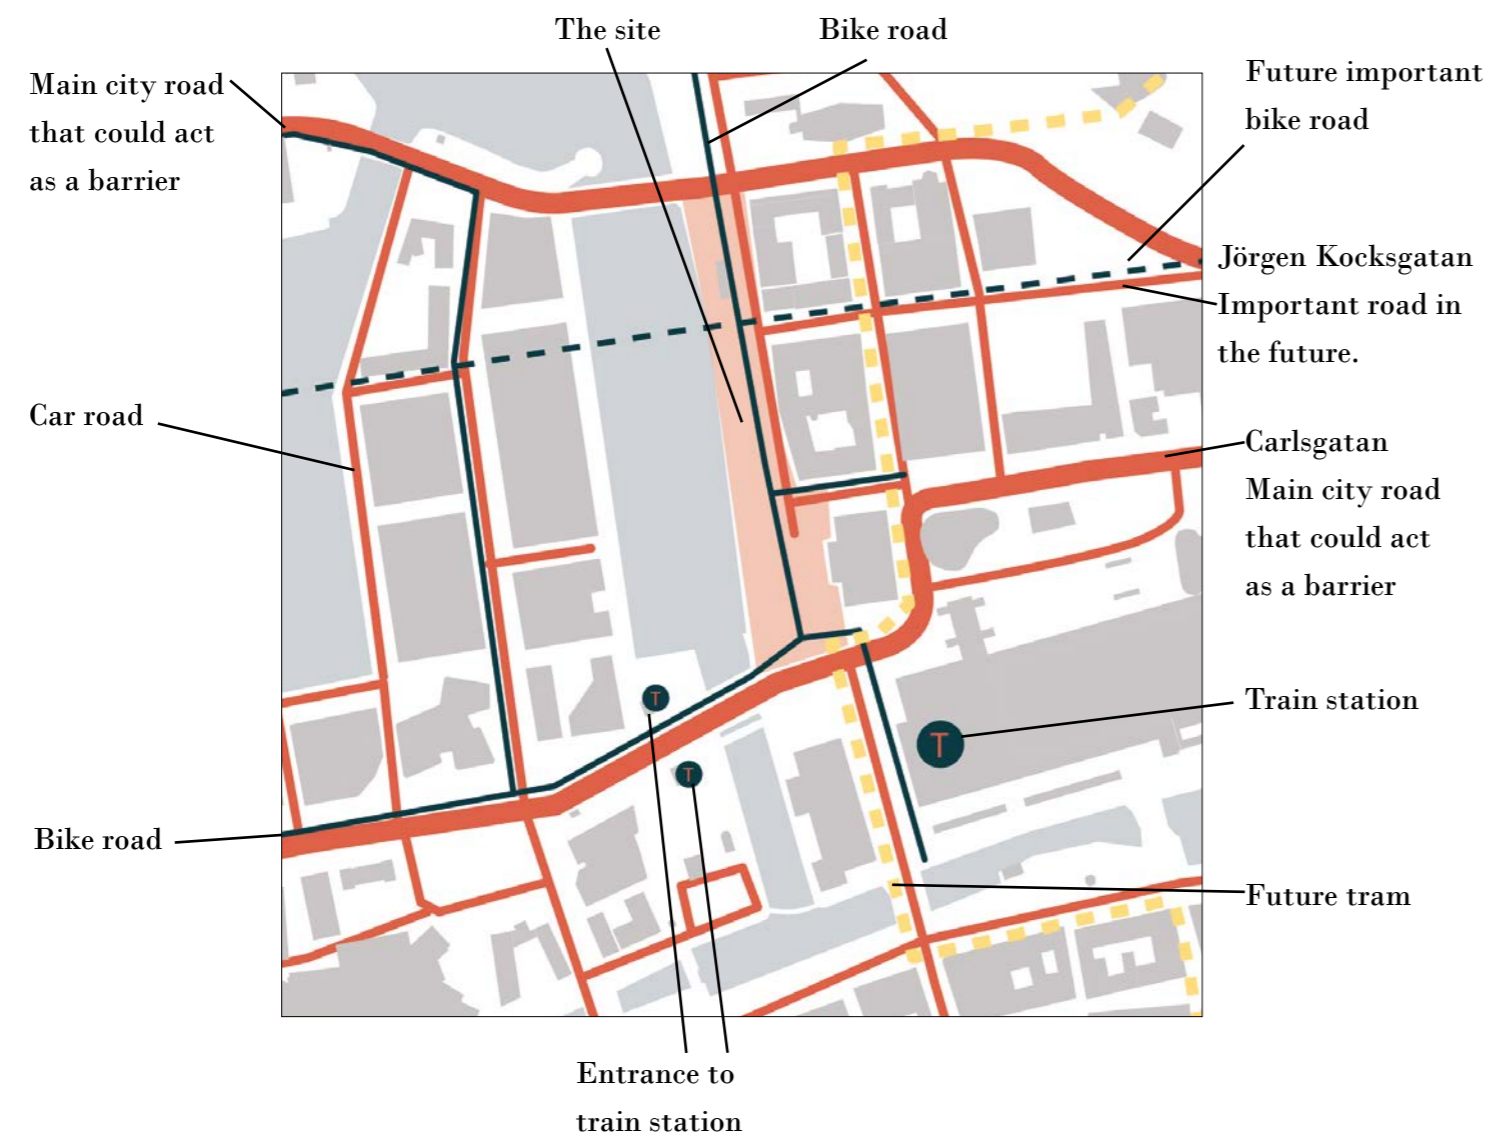 The site
Bike road
Main city road
that could act
as a barrier
Future important
bike road
Jörgen Kocksgatan
Important road in
the future.
Car road
Carlsgatan
Main city road
that could act
as a barrier
T
T
T
Train station
Bike road
Future tram
Entrance to
train station